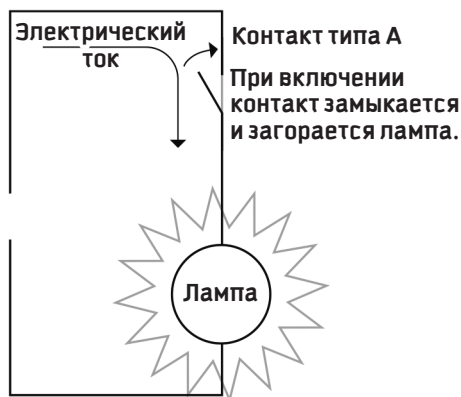 Электрический
ток
Контакт типа А
При включении
контакт замыкается
и загорается лампа.
Лампа